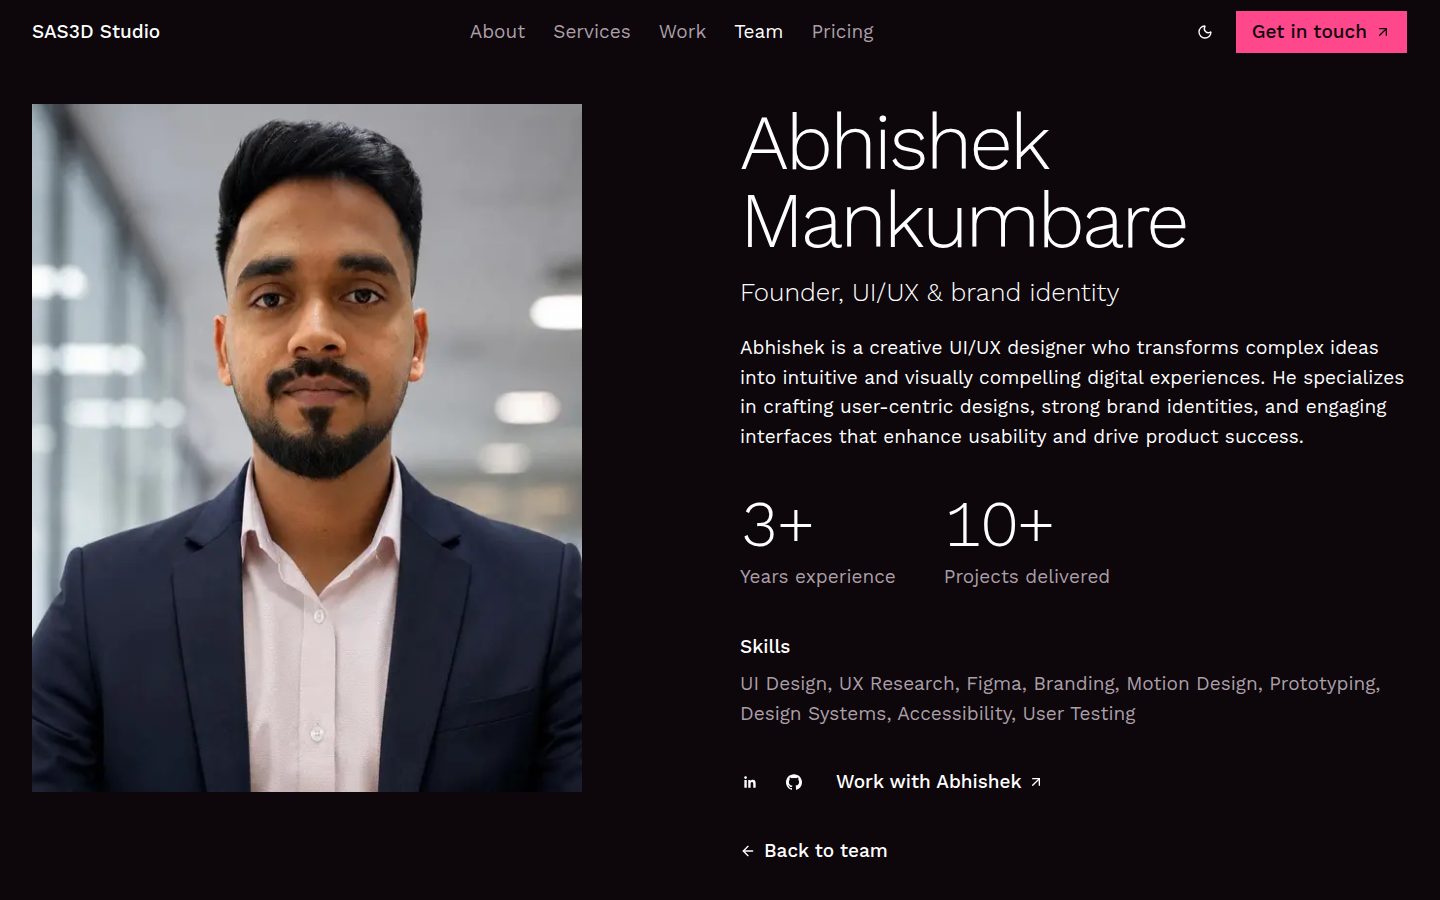 SAS3D Studio
About
Services
Work
Team
Pricing
Get in touch
Abhishek
Mankumbare
Founder, UI/UX & brand identity
Abhishek is a creative UI/UX designer who transforms complex ideas
into intuitive and visually compelling digital experiences. He specializes
in crafting user-centric designs, strong brand identities, and engaging
interfaces that enhance usability and drive product success.
3+
Years experience
10+
Projects delivered
Skills
UI Design, UX Research, Figma, Branding, Motion Design, Prototyping,
Design Systems, Accessibility, User Testing
in
Work with Abhishek
Back to team